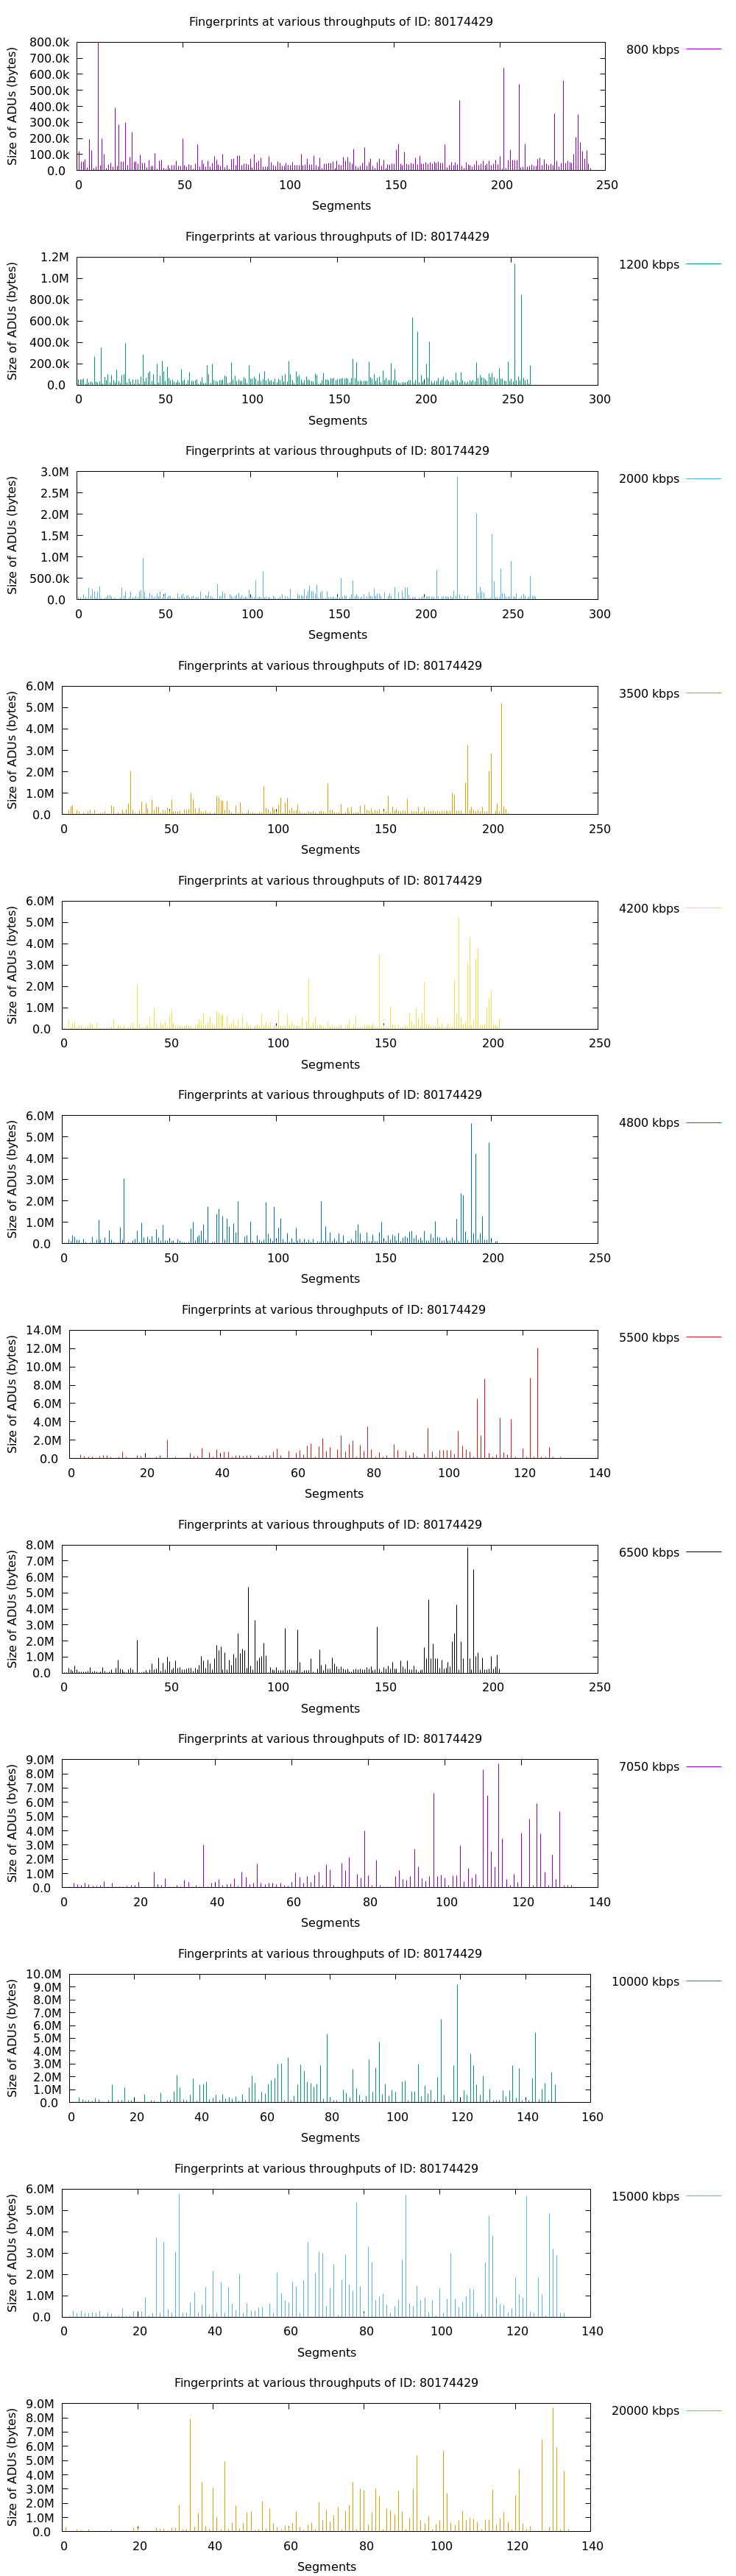 Fingerprints at various throughputs of ID: 80174429
800 kbps
Size of ADUs (bytes)
800.0k
700.0k
600.0k
500.0k
400.0k
300.0k
200.0k
100.0k
0.0
0 50 100 150 200 250
Segments
Fingerprints at various throughputs of ID: 80174429
1200 kbps
Size of ADUs (bytes)
1.2M
1.0M
800.0k
600.0k
400.0k
200.0k
0.0
0 50 100 150 200 250 300
Segments
Fingerprints at various throughputs of ID: 80174429
2000 kbps
Size of ADUs (bytes)
3.0M
2.5M
2.0M
1.5M
1.0M
500.0k
0.0
0 50 100 150 200 250 300
Segments
Fingerprints at various throughputs of ID: 80174429
3500 kbps
Size of ADUs (bytes)
6.0M
5.0M
4.0M
3.0M
2.0M
1.0M
0.0
0 50 100 150 200 250
Segments
Fingerprints at various throughputs of ID: 80174429
4200 kbps
Size of ADUs (bytes)
6.0M
5.0M
4.0M
3.0M
2.0M
1.0M
0.0
0 50 100 150 200 250
Segments
Fingerprints at various throughputs of ID: 80174429
4800 kbps
Size of ADUs (bytes)
6.0M
5.0M
4.0M
3.0M
2.0M
1.0M
0.0
0 50 100 150 200 250
Segments
Fingerprints at various throughputs of ID: 80174429
5500 kbps
Size of ADUs (bytes)
14.0M
12.0M
10.0M
8.0M
6.0M
4.0M
2.0M
0.0
0 20 40 60 80 100 120 140
Segments
Fingerprints at various throughputs of ID: 80174429
6500 kbps
Size of ADUs (bytes)
8.0M
7.0M
6.0M
5.0M
4.0M
3.0M
2.0M
1.0M
0.0
0 50 100 150 200 250
Segments
Fingerprints at various throughputs of ID: 80174429
7050 kbps
Size of ADUs (bytes)
9.0M
8.0M
7.0M
6.0M
5.0M
4.0M
3.0M
2.0M
1.0M
0.0
0 20 40 60 80 100 120 140
Segments
Fingerprints at various throughputs of ID: 80174429
10000 kbps
Size of ADUs (bytes)
10.0M
9.0M
8.0M
7.0M
6.0M
5.0M
4.0M
3.0M
2.0M
1.0M
0.0
0 20 40 60 80 100 120 140 160
Segments
Fingerprints at various throughputs of ID: 80174429
15000 kbps
Size of ADUs (bytes)
6.0M
5.0M
4.0M
3.0M
2.0M
1.0M
0.0
0 20 40 60 80 100 120 140
Segments
Fingerprints at various throughputs of ID: 80174429
20000 kbps
Size of ADUs (bytes)
9.0M
8.0M
7.0M
6.0M
5.0M
4.0M
3.0M
2.0M
1.0M
0.0
0 20 40 60 80 100 120 140
Segments